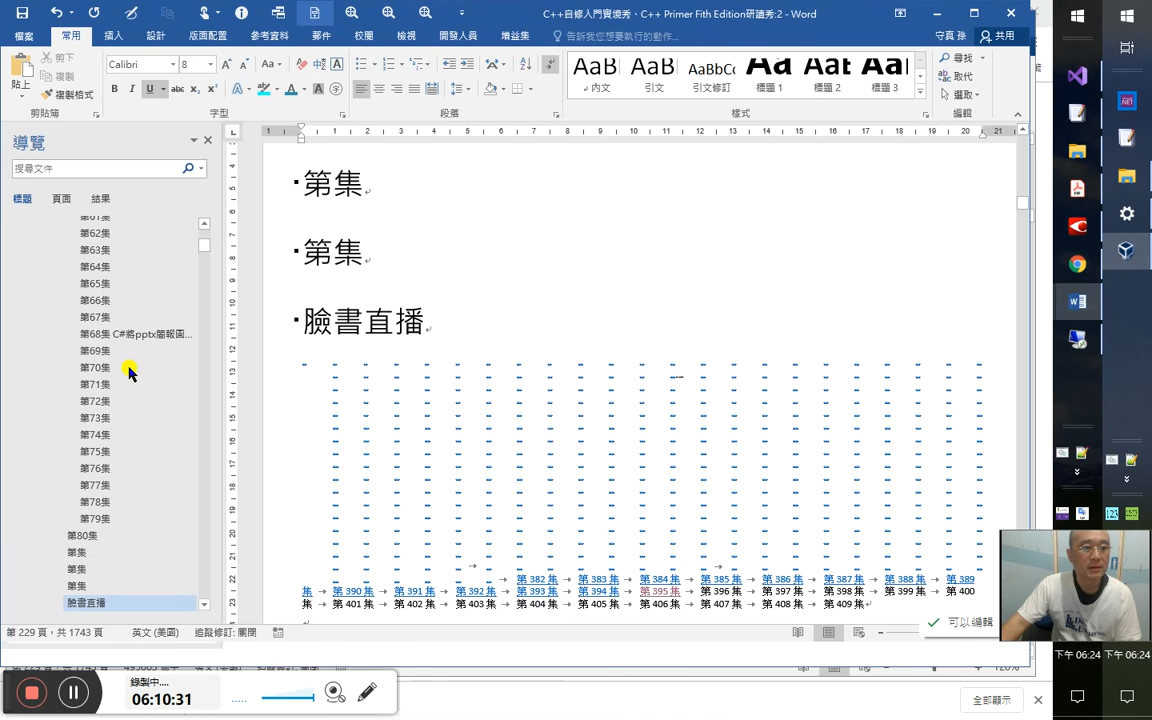 C++自修入門實境秀、C++ Primer Fith Edition研讀秀:2 - Word
檔案 常用 插入 設計 版面配置 參考資料 郵件 校閱 檢視 開發人員 增益集 告訴我您想要執行的動作... 守真 孫 共用
貼上
剪下
複製
複製格式
剪貼簿
Calibri 8
字型
段落
AaB AaB AaBbCc AaB AaB AaB
內文 引文 引文修訂 標題 1 標題 2 標題 3
樣式
尋找
取代
選取
編輯
導覽
搜尋文件
標題 頁面 結果
第61集
第62集
第63集
第64集
第65集
第66集
第67集
第68集 C#將pptx簡報圖...
第69集
第70集
第71集
第72集
第73集
第74集
第75集
第76集
第77集
第78集
第79集
第80集
第集
第集
第集
臉書直播
第集
第集
臉書直播
第 382 集 → 第 383 集 → 第 384 集 → 第 385 集 → 第 386 集 → 第 387 集 → 第 388 集 → 第 389
集 → 第 390 集 → 第 391 集 → 第 392 集 → 第 393 集 → 第 394 集 → 第 395 集 → 第 396 集 → 第 397 集 → 第 398 集 → 第 399 集 → 第 400
集 → 第 401 集 → 第 402 集 → 第 403 集 → 第 404 集 → 第 405 集 → 第 406 集 → 第 407 集 → 第 408 集 → 第 409 集
第 229 頁，共 1743 頁 英文 (美國) 追蹤修訂: 關閉
可以編輯
120%
錄製中....
06:10:31
全部顯示
下午 06:24 下午 06:24